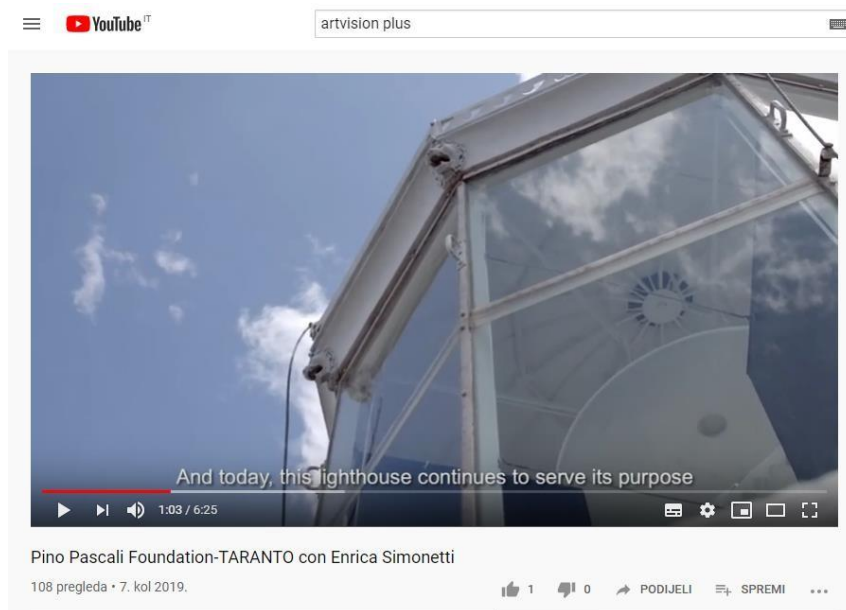 YouTube IT
artvision plus
And today, this lighthouse continues to serve its purpose
1:03 / 6:25
Pino Pascali Foundation-TARANTO con Enrica Simonetti
108 pregleda • 7. kol 2019.
1 0 PODIJELI SPREMI